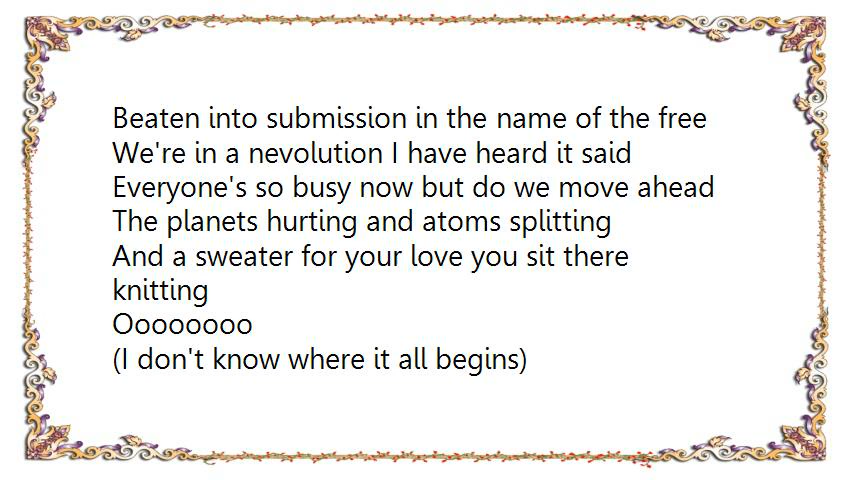 Beaten into submission in the name of the free
We're in a nevolution I have heard it said
Everyone's so busy now but do we move ahead
The planets hurting and atoms splitting
And a sweater for your love you sit there
knitting
Oooooooo
(I don't know where it all begins)